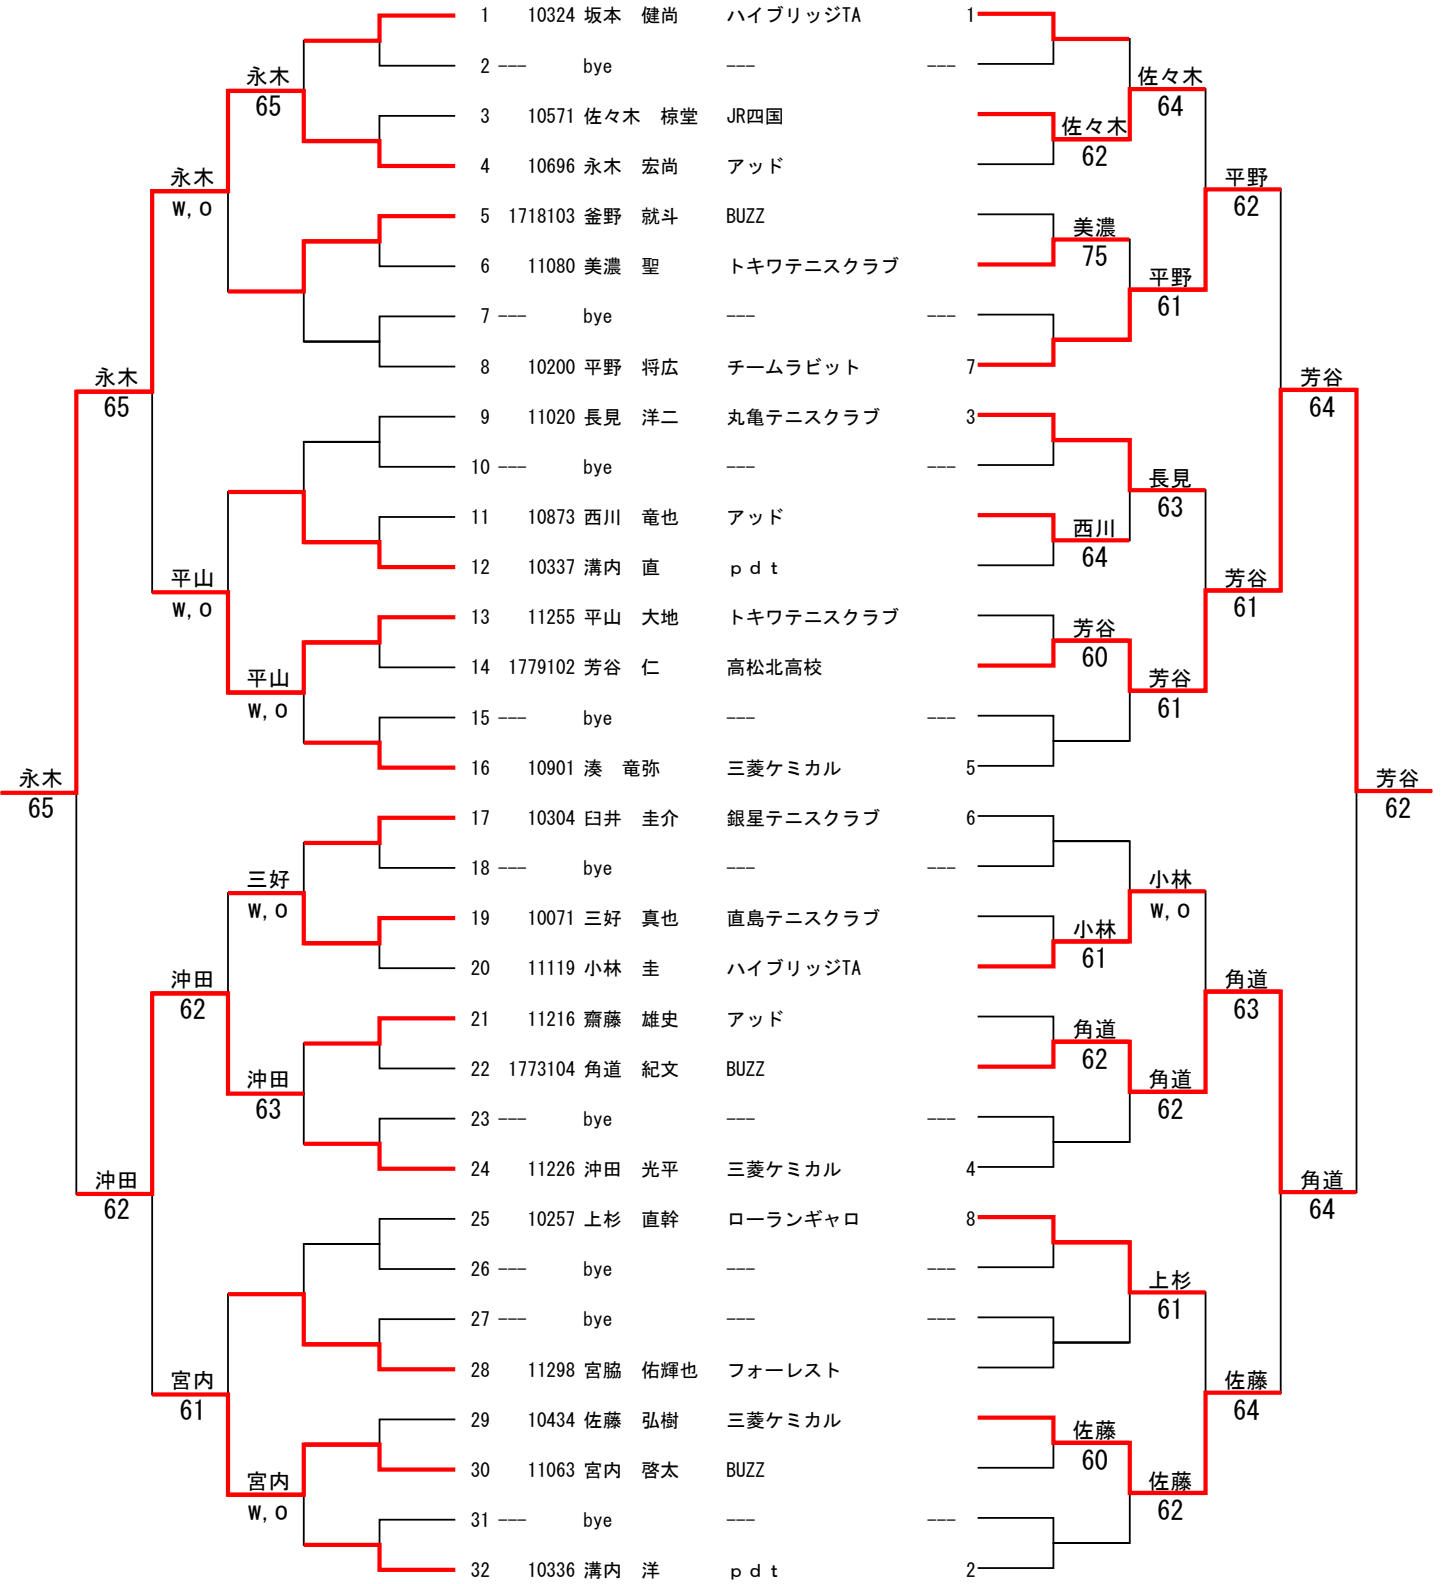 1 10324 坂本 健尚 ハイブリッジTA 1
2 --- bye --- ---
永木 佐々木
65 64
3 10571 佐々木 椋堂 JR四国 佐々木
62
4 10696 永木 宏尚 アッド
永木 平野
W,O 62
5 1718103 釜野 就斗 BUZZ 美濃
75
6 11080 美濃 聖 トキワテニスクラブ 平野
61
7 --- bye --- ---
8 10200 平野 将広 チームラビット 7
永木 芳谷
65 64
9 11020 長見 洋二 丸亀テニスクラブ 3
10 --- bye --- ---
長見
63
11 10873 西川 竜也 アッド 西川
64
12 10337 溝内 直 ｐｄｔ
平山 芳谷
W,O 61
13 11255 平山 大地 トキワテニスクラブ 芳谷
60
14 1779102 芳谷 仁 高松北高校
平山 芳谷
W,O 61
15 --- bye --- ---
16 10901 湊 竜弥 三菱ケミカル 5
永木 芳谷
65 62
17 10304 臼井 圭介 銀星テニスクラブ 6
18 --- bye --- ---
三好 小林
W,O W,O
19 10071 三好 真也 直島テニスクラブ 小林
61
20 11119 小林 圭 ハイブリッジTA
沖田 角道
62 63
21 11216 齋藤 雄史 アッド 角道
62
22 1773104 角道 紀文 BUZZ
沖田 角道
63 62
23 --- bye --- ---
24 11226 沖田 光平 三菱ケミカル 4
沖田 角道
62 64
25 10257 上杉 直幹 ローランギャロ 8
26 --- bye --- ---
上杉
61
27 --- bye --- ---
28 11298 宮脇 佑輝也 フォーレスト
宮内 佐藤
61 64
29 10434 佐藤 弘樹 三菱ケミカル 佐藤
60
30 11063 宮内 啓太 BUZZ
宮内 佐藤
W,O 62
31 --- bye --- ---
32 10336 溝内 洋 ｐｄｔ 2